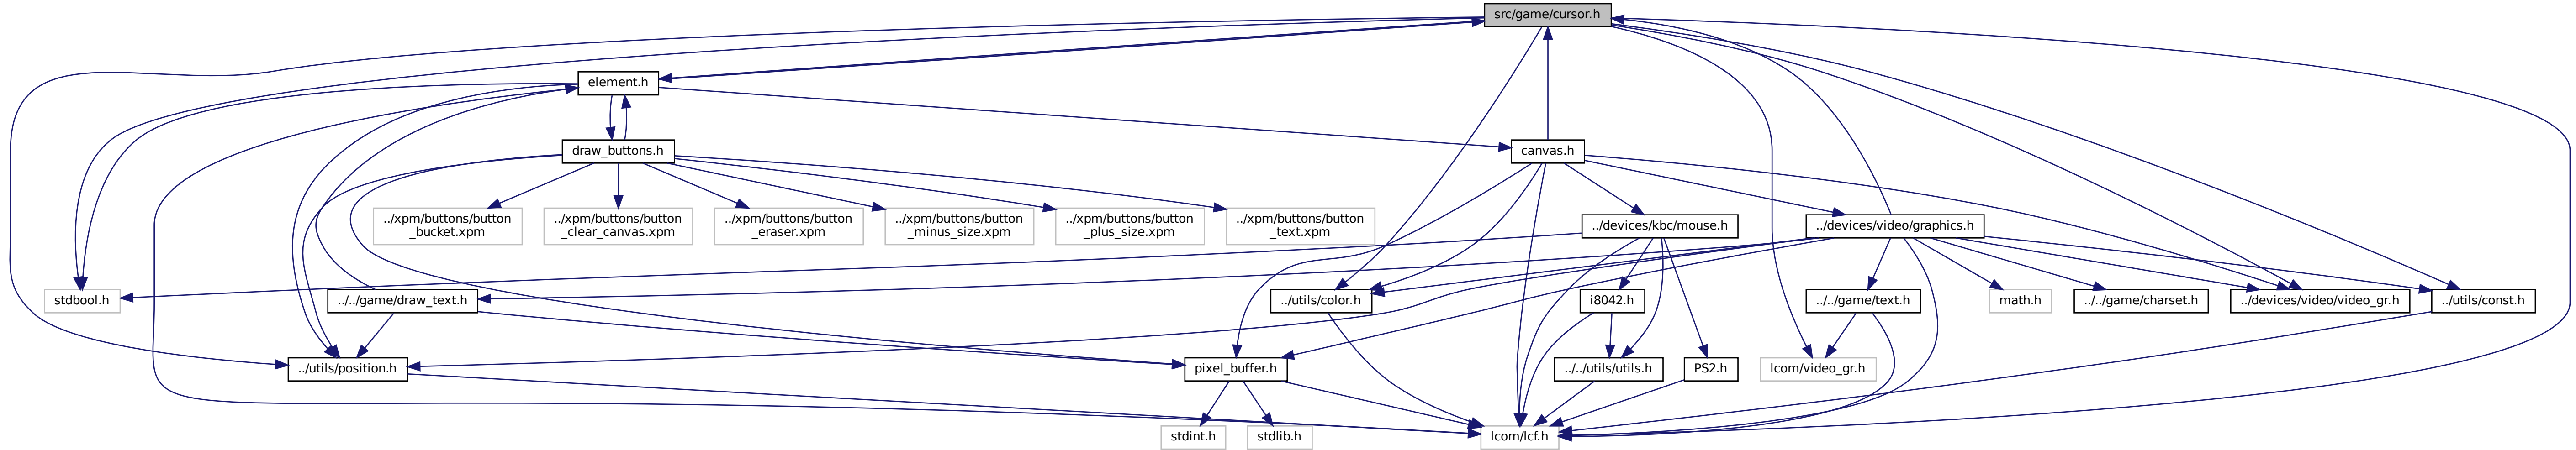 src/game/cursor.h
element.h
draw_buttons.h
canvas.h
../xpm/buttons/button
_bucket.xpm
../xpm/buttons/button
_clear_canvas.xpm
../xpm/buttons/button
_eraser.xpm
../xpm/buttons/button
_minus_size.xpm
../xpm/buttons/button
_plus_size.xpm
../xpm/buttons/button
_text.xpm
../devices/kbc/mouse.h
../devices/video/graphics.h
stdbool.h
../../game/draw_text.h
../utils/color.h
i8042.h
../../game/text.h
math.h
../../game/charset.h
../devices/video/video_gr.h
../utils/const.h
../utils/position.h
pixel_buffer.h
../../utils/utils.h
PS2.h
lcom/video_gr.h
stdint.h
stdlib.h
lcom/lcf.h